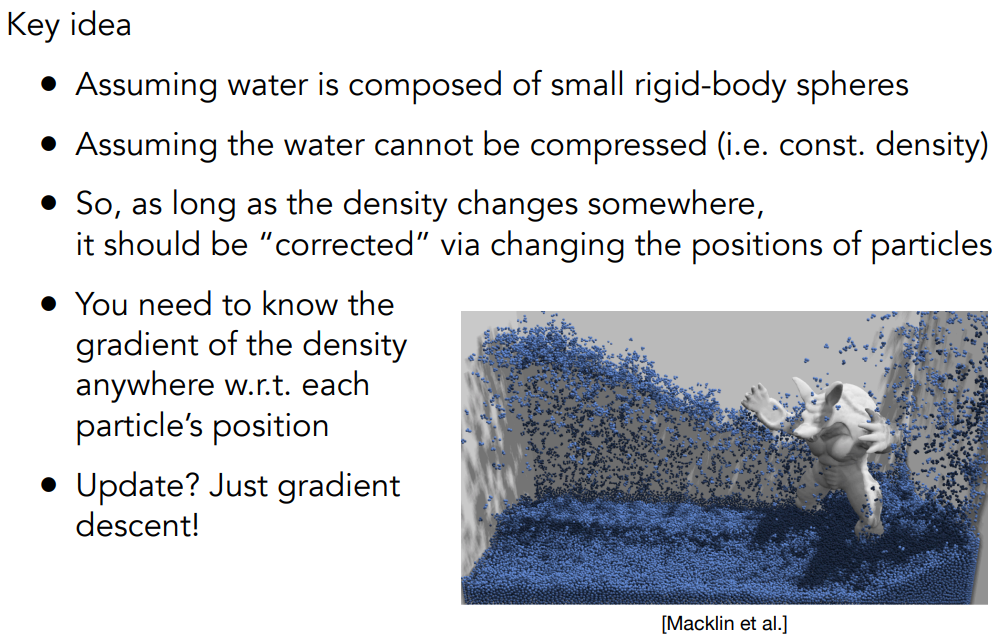 Key idea
• Assuming water is composed of small rigid-body spheres
• Assuming the water cannot be compressed (i.e. const. density)
• So, as long as the density changes somewhere,
it should be “corrected” via changing the positions of particles
• You need to know the
gradient of the density
anywhere w.r.t. each
particle’s position
• Update? Just gradient
descent!
[Macklin et al.]